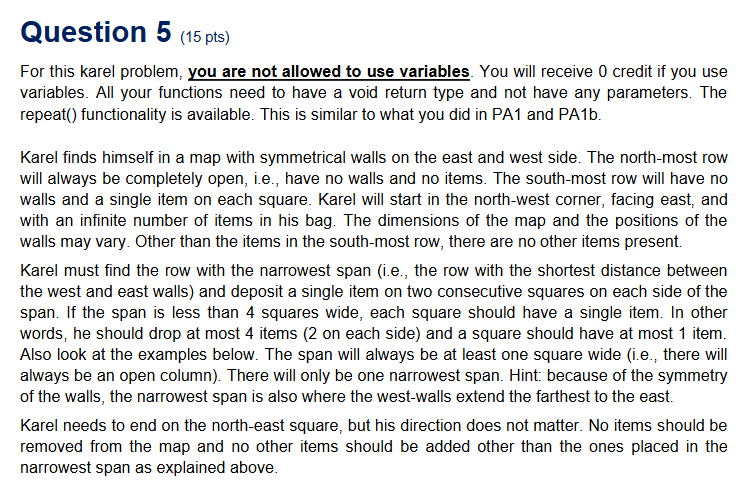 Question 5 (15 pts)
For this karel problem, you are not allowed to use variables. You will receive 0 credit if you use
variables. All your functions need to have a void return type and not have any parameters. The
repeat() functionality is available. This is similar to what you did in PA1 and PA1b.
Karel finds himself in a map with symmetrical walls on the east and west side. The north-most row
will always be completely open, i.e., have no walls and no items. The south-most row will have no
walls and a single item on each square. Karel will start in the north-west corner, facing east, and
with an infinite number of items in his bag. The dimensions of the map and the positions of the
walls may vary. Other than the items in the south-most row, there are no other items present.
Karel must find the row with the narrowest span (i.e., the row with the shortest distance between
the west and east walls) and deposit a single item on two consecutive squares on each side of the
span. If the span is less than 4 squares wide, each square should have a single item. In other
words, he should drop at most 4 items (2 on each side) and a square should have at most 1 item.
Also look at the examples below. The span will always be at least one square wide (i.e., there will
always be an open column). There will only be one narrowest span. Hint: because of the symmetry
of the walls, the narrowest span is also where the west-walls extend the farthest to the east.
Karel needs to end on the north-east square, but his direction does not matter. No items should be
removed from the map and no other items should be added other than the ones placed in the
narrowest span as explained above.